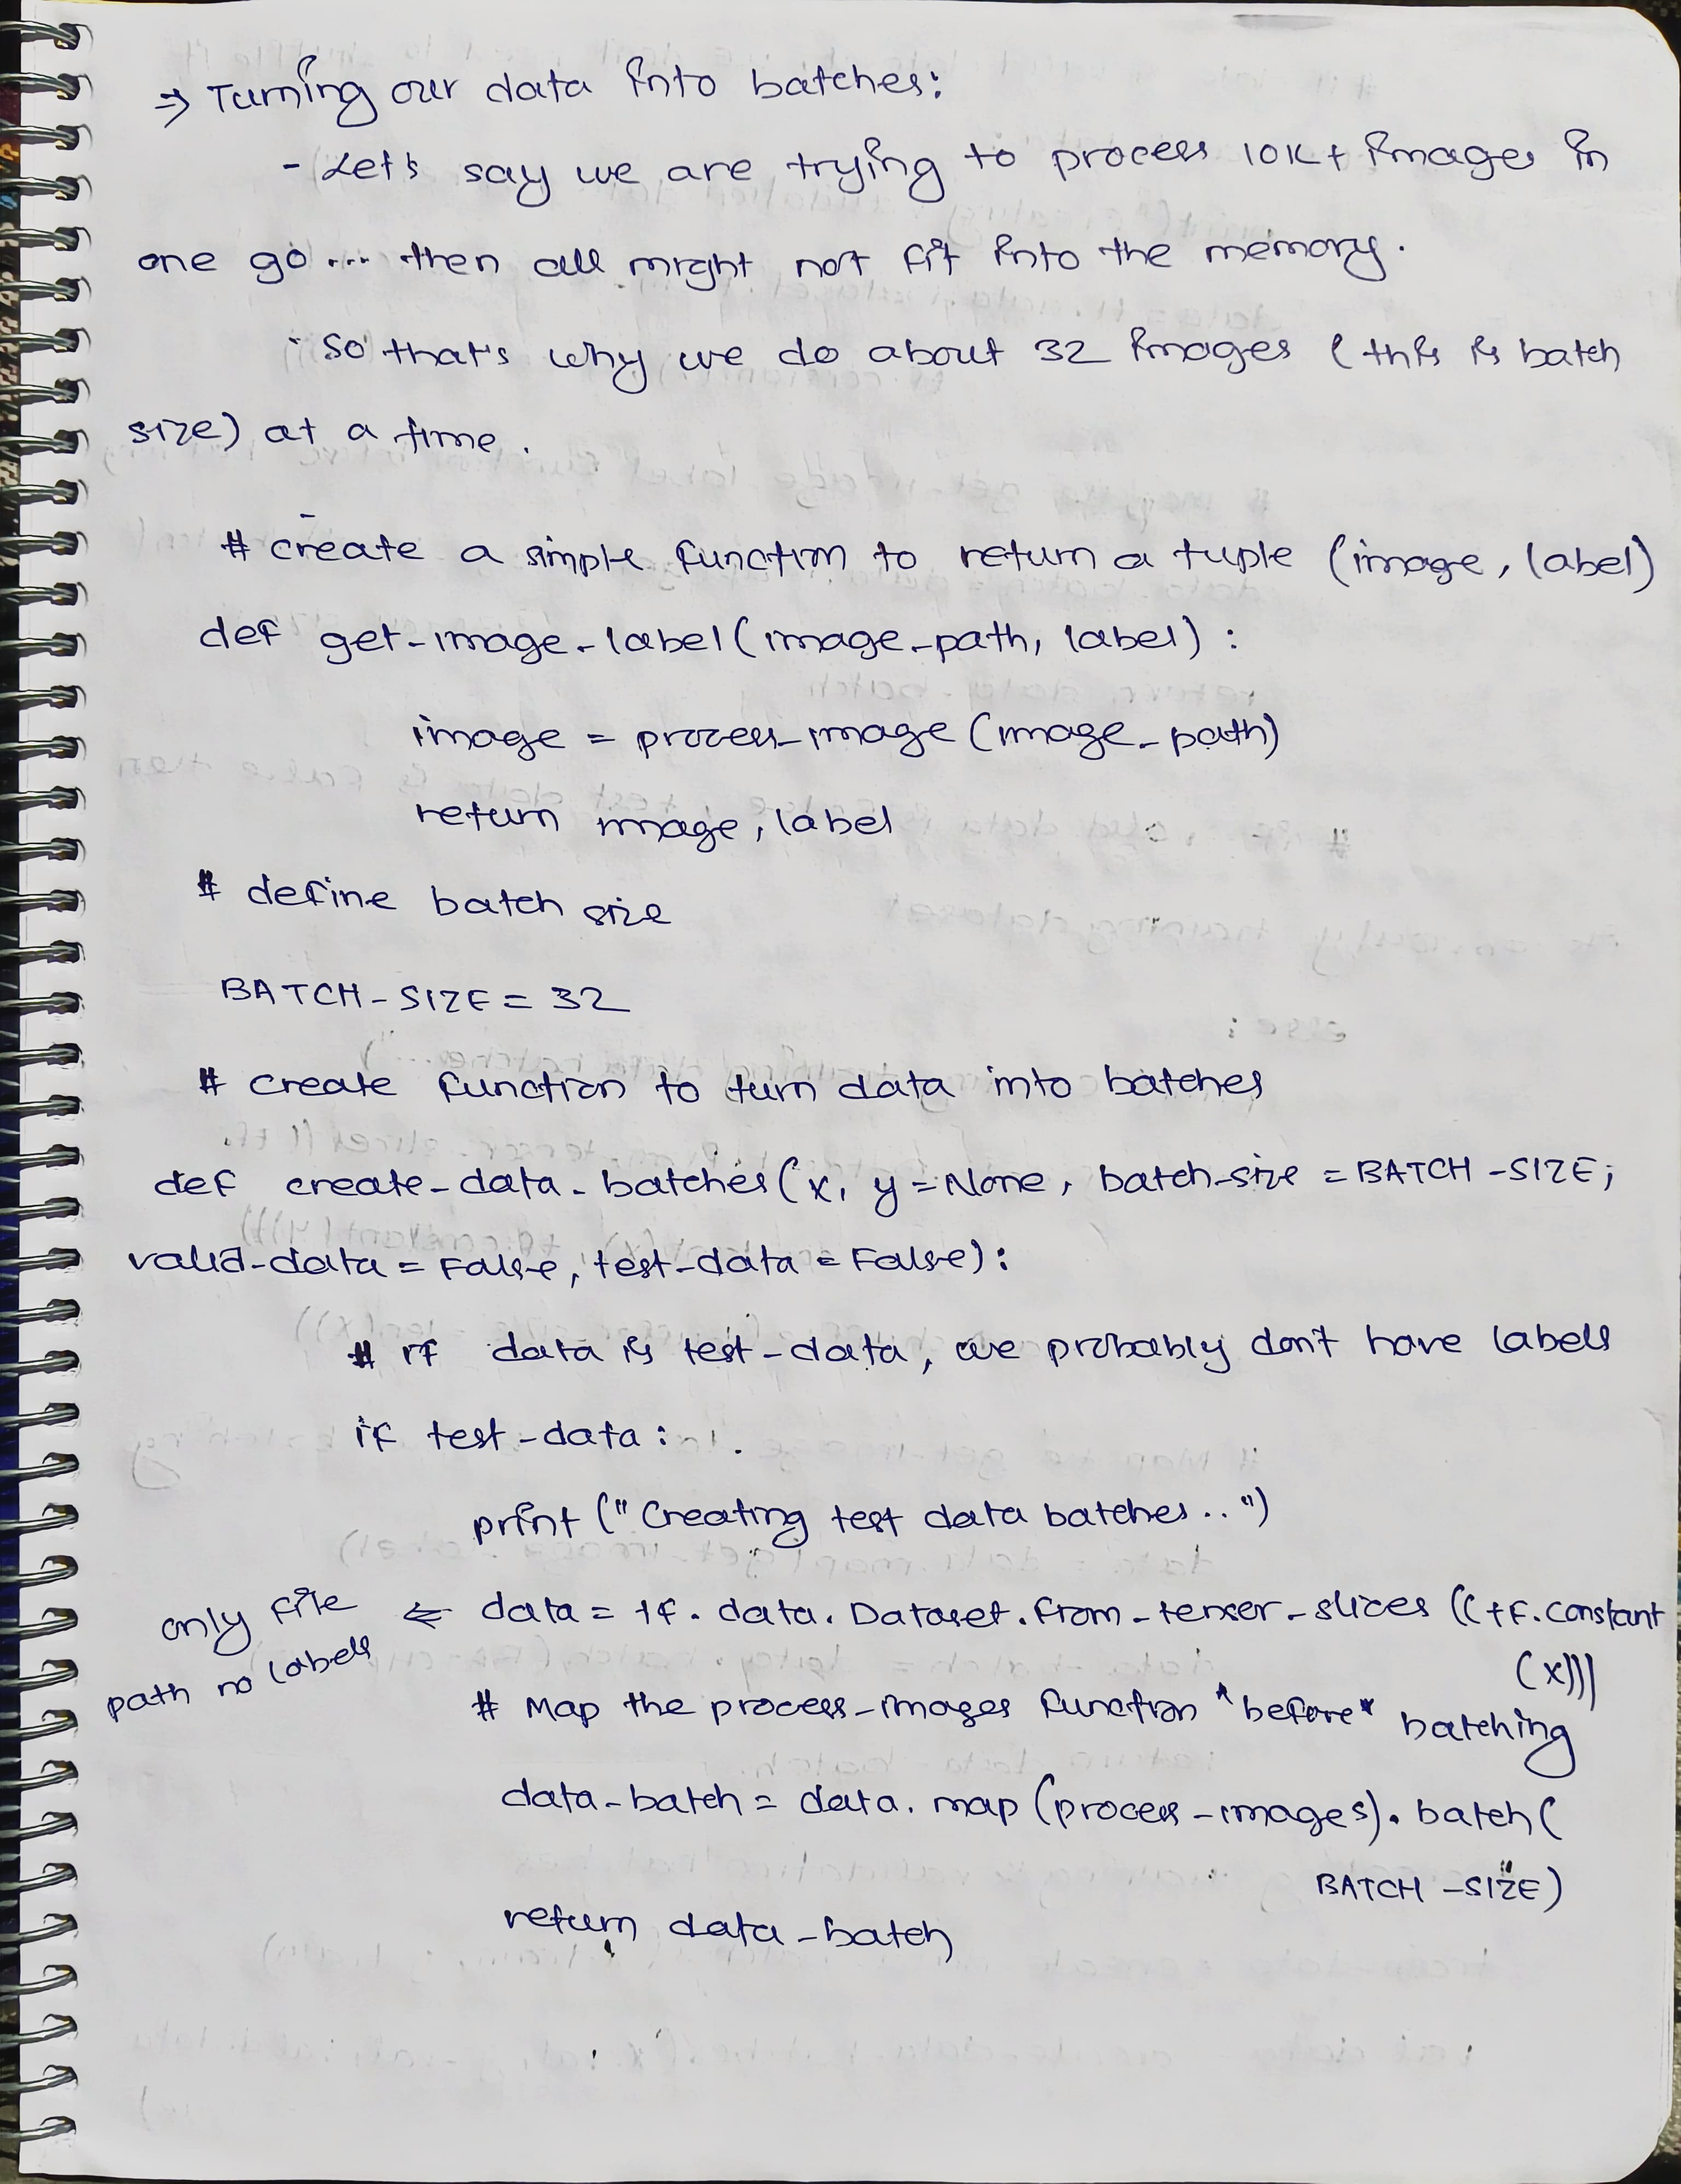 ⇒ Turning our data into batches:
- Let's say we are trying to process 10K+ images in
one go ... then all might not fit into the memory.
- So that's why we do about 32 images (this is batch
size) at a time.
# create a simple function to return a tuple (image, label)
def get-image-label(image-path, label):
image = process-image(image-path)
return image, label
# define batch size
BATCH-SIZE = 32
# create function to turn data into batches
def create-data-batches(x, y=None, batch-size = BATCH-SIZE;
valid-data = False, test-data = False):
# if data is test-data, we probably don't have labels
if test-data:
print("Creating test data batches..")
only file ⇐ data = tf.data.Dataset.from-tenser-slices((tf.constant
path no labels
(x)))
# Map the process-images function *before* batching
data-batch = data.map(process-images).batch(
BATCH-SIZE)
return data-batch